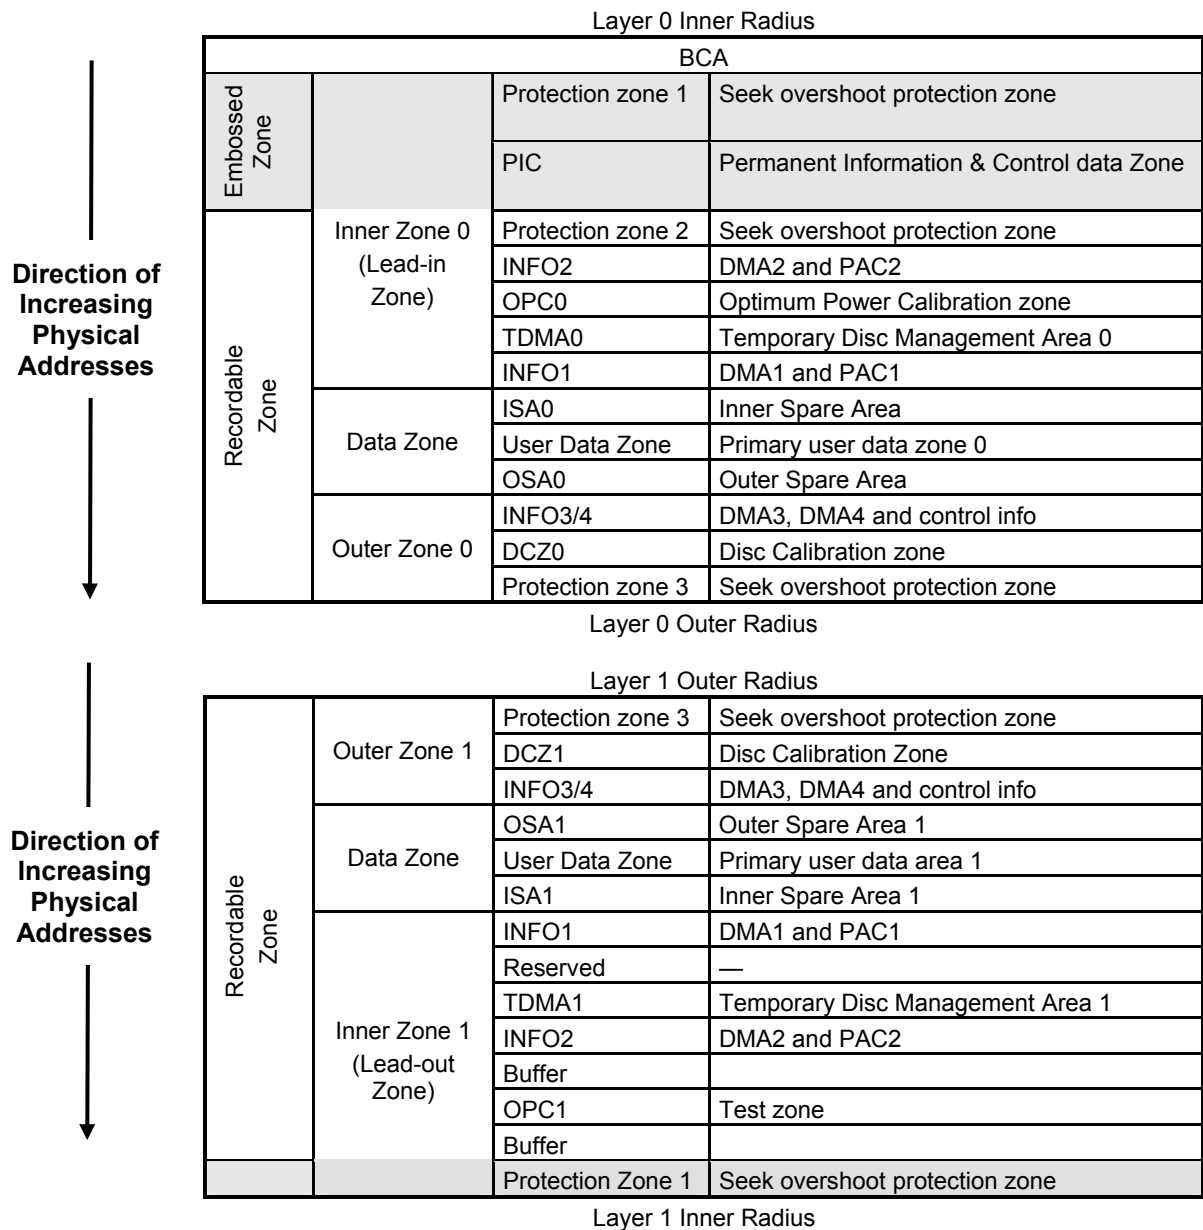 Layer 0 Inner Radius
BCA
Embossed
Zone
Protection zone 1 Seek overshoot protection zone
PIC Permanent Information & Control data Zone
Direction of
Increasing
Physical
Addresses
Recordable
Zone
Inner Zone 0
(Lead-in
Zone)
Protection zone 2 Seek overshoot protection zone
INFO2 DMA2 and PAC2
OPC0 Optimum Power Calibration zone
TDMA0 Temporary Disc Management Area 0
INFO1 DMA1 and PAC1
Data Zone
ISA0 Inner Spare Area
User Data Zone Primary user data zone 0
OSA0 Outer Spare Area
Outer Zone 0
INFO3/4 DMA3, DMA4 and control info
DCZ0 Disc Calibration zone
Protection zone 3 Seek overshoot protection zone
Layer 0 Outer Radius
Layer 1 Outer Radius
Direction of
Increasing
Physical
Addresses
Recordable
Zone
Outer Zone 1
Protection zone 3 Seek overshoot protection zone
DCZ1 Disc Calibration Zone
INFO3/4 DMA3, DMA4 and control info
Data Zone
OSA1 Outer Spare Area 1
User Data Zone Primary user data area 1
ISA1 Inner Spare Area 1
Inner Zone 1
(Lead-out
Zone)
INFO1 DMA1 and PAC1
Reserved —
TDMA1 Temporary Disc Management Area 1
INFO2 DMA2 and PAC2
Buffer
OPC1 Test zone
Buffer
Protection Zone 1 Seek overshoot protection zone
Layer 1 Inner Radius